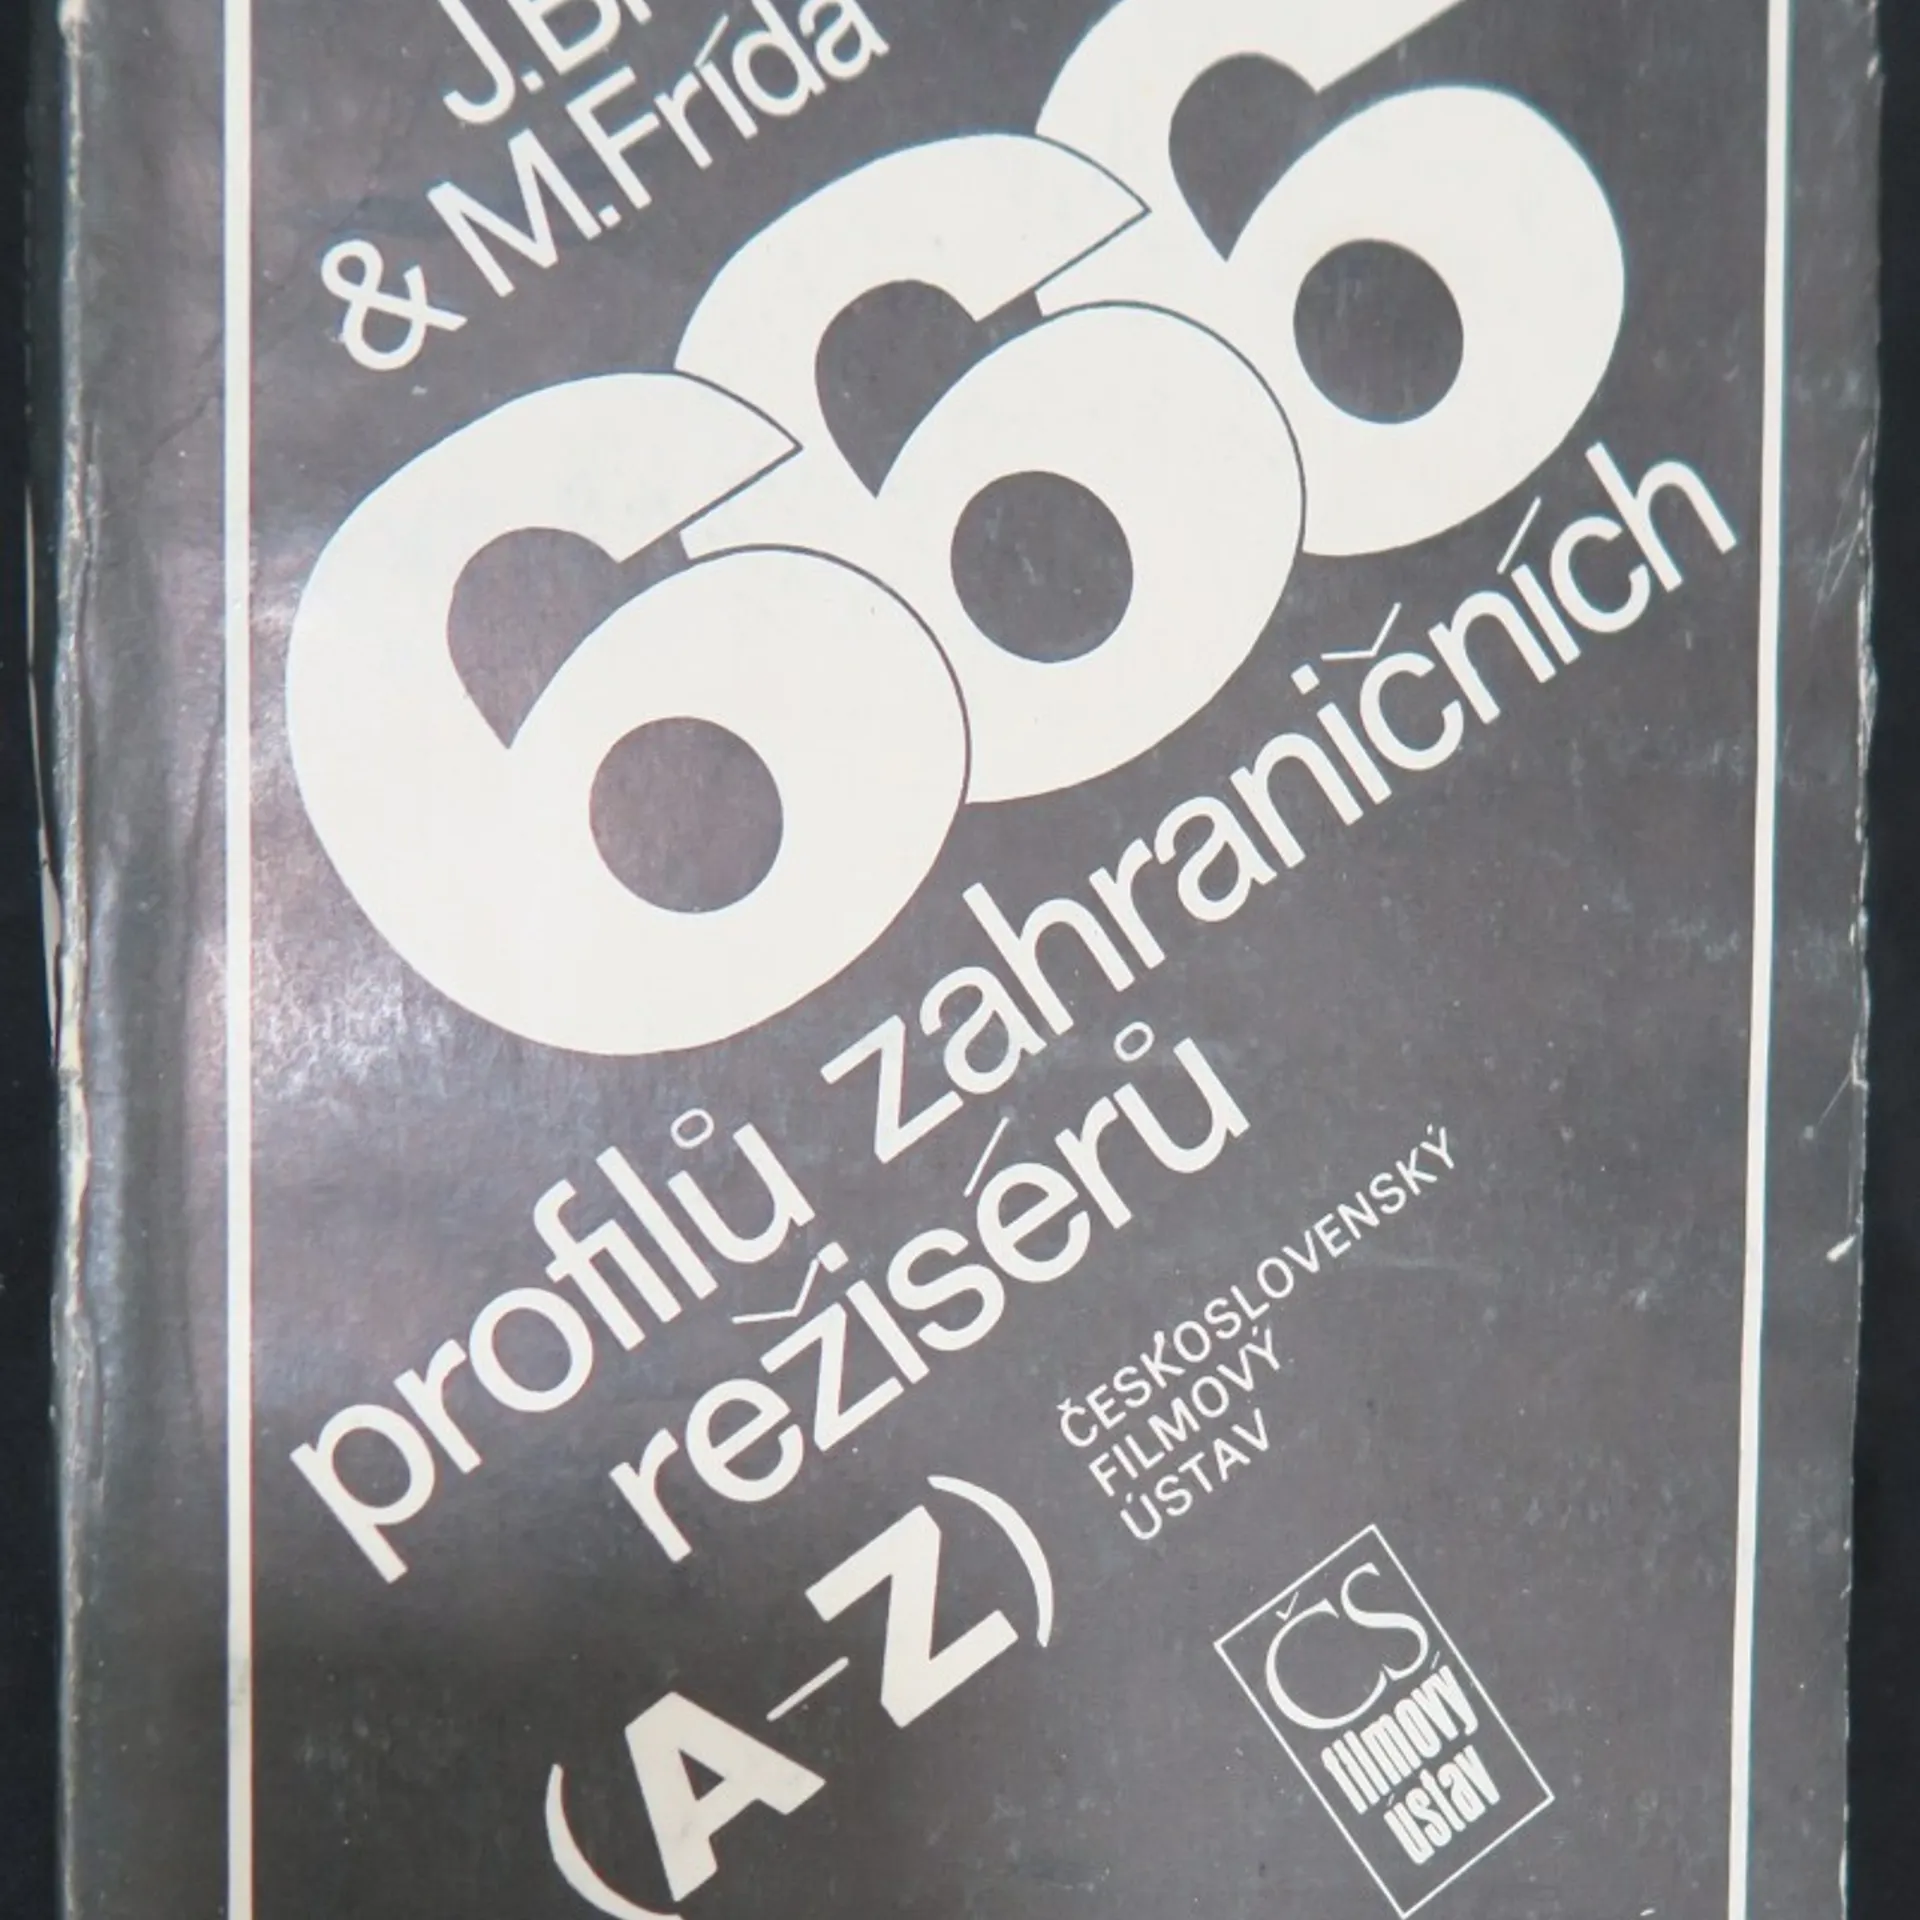 & M.Frída
666
profilů zahraničních
režisérů
(A-Z)
ČESKOSLOVENSKÝ
FILMOVÝ
ÚSTAV
ČS
filmový
ústav